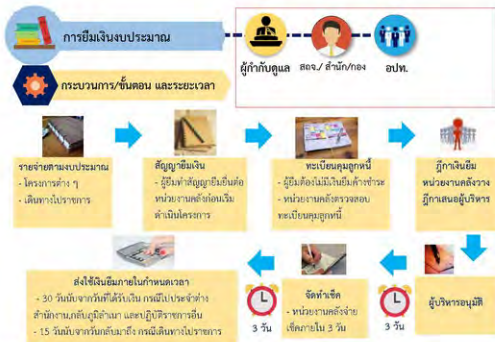 การยืมเงินงบประมาณ
ผู้กำกับดูแล
สถจ./ สำนัก/กอง
อปท.
กระบวนการ/ขั้นตอน และระยะเวลา
รายจ่ายตามงบประมาณ
- โครงการต่าง ๆ
- เดินทางไปราชการ
สัญญายืมเงิน
- ผู้ยืมทำสัญญายืมยื่นต่อ
หน่วยงานคลังก่อนเริ่ม
ดำเนินโครงการ
ทะเบียนคุมลูกหนี้
- ผู้ยืมต้องไม่มีเงินยืมค้างชำระ
- หน่วยงานคลังตรวจสอบ
ทะเบียนคุมลูกหนี้
ฎีกาเงินยืม
หน่วยงานคลังวาง
ฎีกาเสนอผู้บริหาร
ผู้บริหารอนุมัติ
3 วัน
จัดทำเช็ค
- หน่วยงานคลังจ่าย
เช็คภายใน 3 วัน
3 วัน
ส่งใช้เงินยืมภายในกำหนดเวลา
- 30 วันนับจากวันที่ได้รับเงิน กรณีไปประจำต่าง
สำนักงาน,กลับภูมิลำเนา และปฏิบัติราชการอื่น
- 15 วันนับจากวันกลับมาถึง กรณีเดินทางไปราชการ